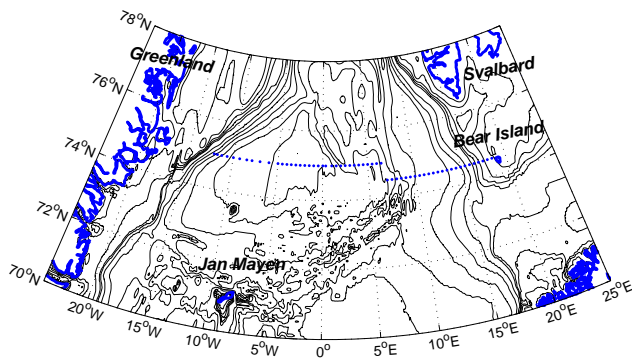 78°N
Greenland
Svalbard
76°N
Bear Island
74°N
72°N
Jan Mayen
70°N
20°W
15°W
10°W
5°W
0°
5°E
10°E
15°E
20°E
25°E